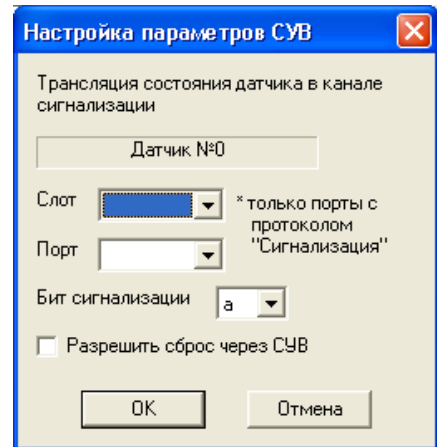 Настройка параметров СУВ
Трансляция состояния датчика в канале
сигнализации
Датчик №0
Слот
* только порты с
протоколом
"Сигнализация"
Порт
Бит сигнализации
a
Разрешить сброс через СУВ
OK
Отмена